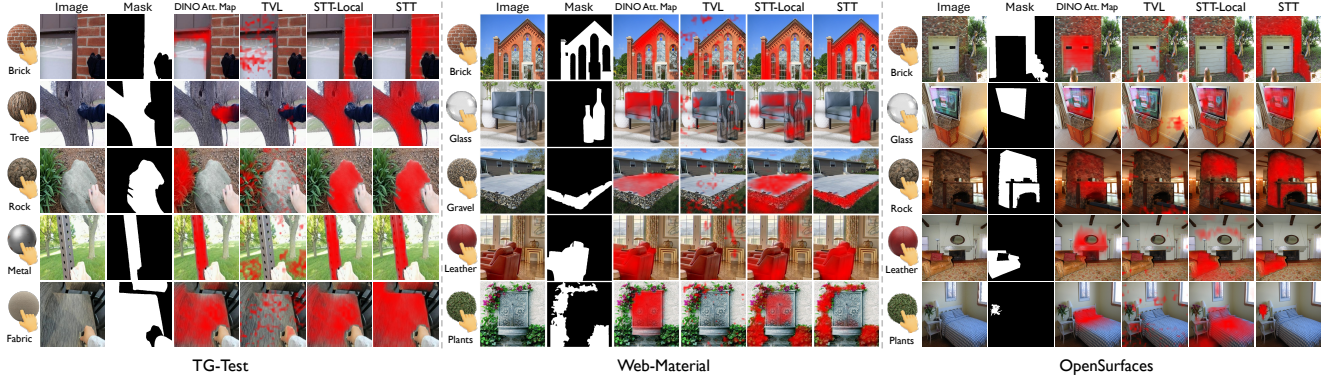 Image Mask DINO Att. Map TVL STT-Local STT
Brick
Tree
Rock
Metal
Fabric
TG-Test
Image Mask DINO Att. Map TVL STT-Local STT
Brick
Glass
Gravel
Leather
Plants
Web-Material
Image Mask DINO Att. Map TVL STT-Local STT
Brick
Glass
Rock
Leather
Plants
OpenSurfaces